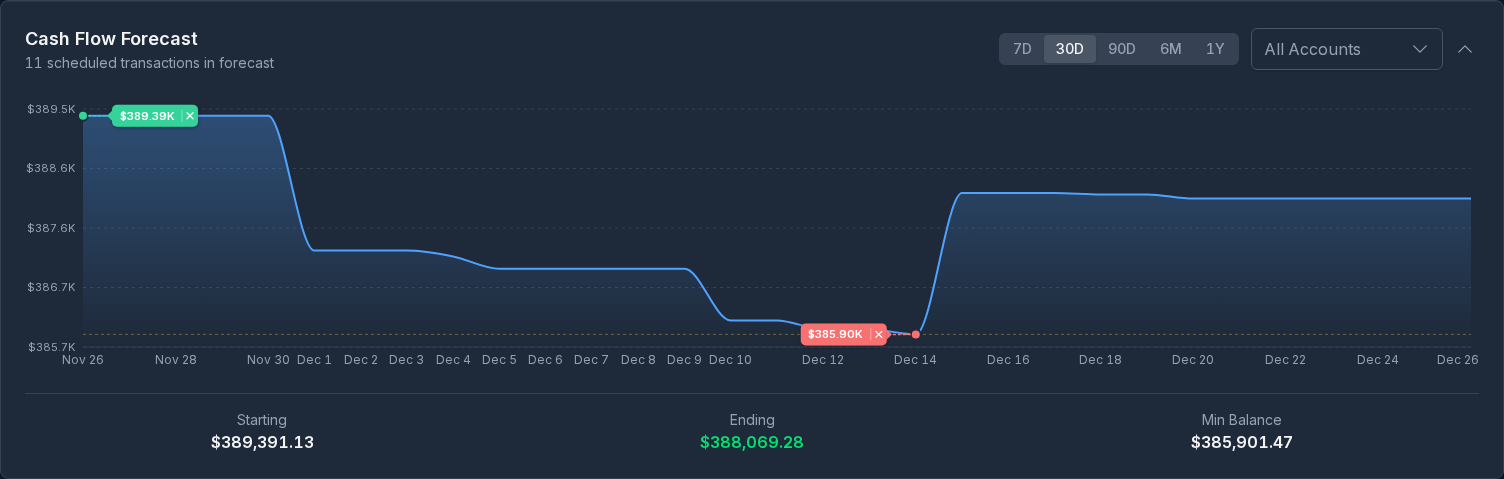 Cash Flow Forecast
11 scheduled transactions in forecast
7D 30D 90D 6M 1Y
All Accounts
$389.5K
$389.39K
$388.6K
$387.6K
$386.7K
$385.90K
$385.7K
Nov 26 Nov 28 Nov 30 Dec 1 Dec 2 Dec 3 Dec 4 Dec 5 Dec 6 Dec 7 Dec 8 Dec 9 Dec 10 Dec 12 Dec 14 Dec 16 Dec 18 Dec 20 Dec 22 Dec 24 Dec 26
Starting Ending Min Balance
$389,391.13 $388,069.28 $385,901.47